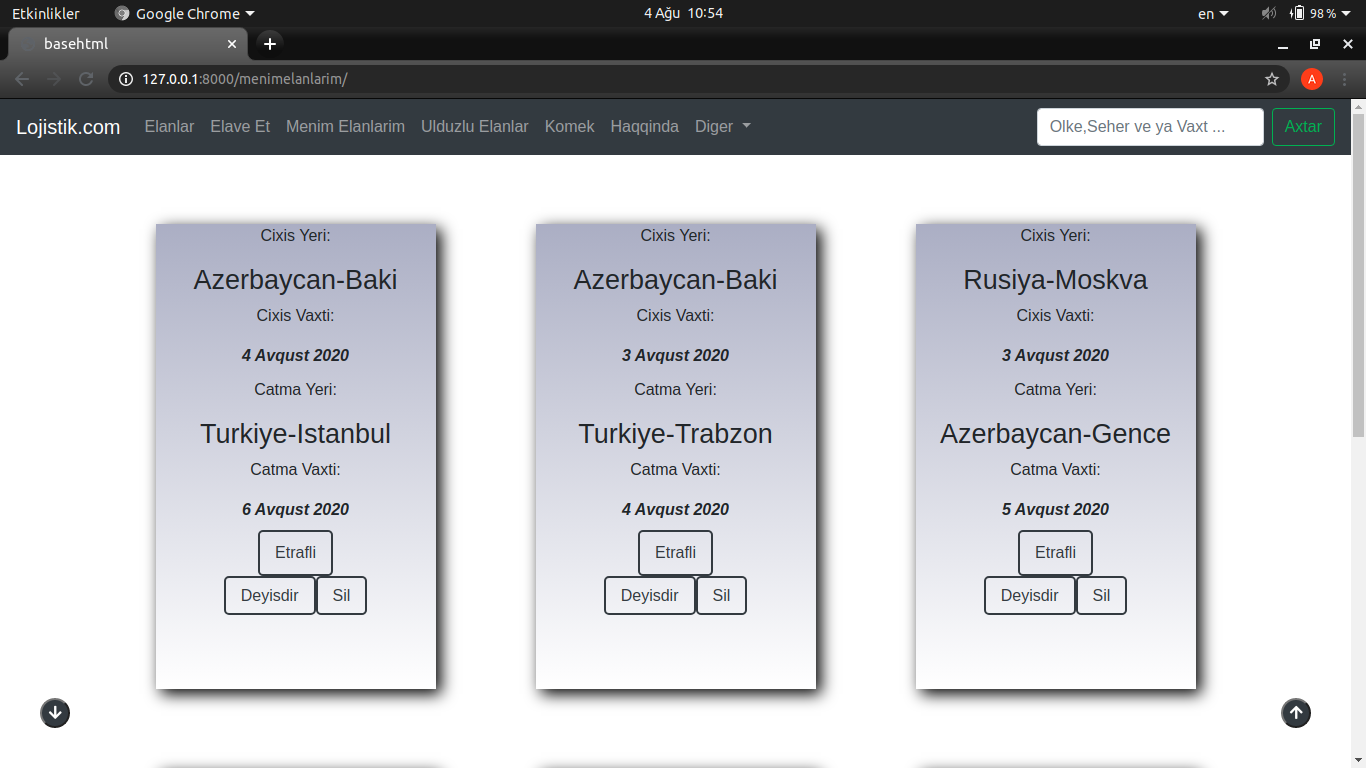 Etkinlikler Google Chrome 4 Ağu 10:54 en 98 %
basehtml
127.0.0.1:8000/menimelanlarim/ A
Lojistik.com Elanlar Elave Et Menim Elanlarim Ulduzlu Elanlar Komek Haqqinda Diger Olke,Seher ve ya Vaxt ... Axtar
Cixis Yeri:
Azerbaycan-Baki
Cixis Vaxti:
4 Avqust 2020
Catma Yeri:
Turkiye-Istanbul
Catma Vaxti:
6 Avqust 2020
Etrafli
Deyisdir Sil
Cixis Yeri:
Azerbaycan-Baki
Cixis Vaxti:
3 Avqust 2020
Catma Yeri:
Turkiye-Trabzon
Catma Vaxti:
4 Avqust 2020
Etrafli
Deyisdir Sil
Cixis Yeri:
Rusiya-Moskva
Cixis Vaxti:
3 Avqust 2020
Catma Yeri:
Azerbaycan-Gence
Catma Vaxti:
5 Avqust 2020
Etrafli
Deyisdir Sil